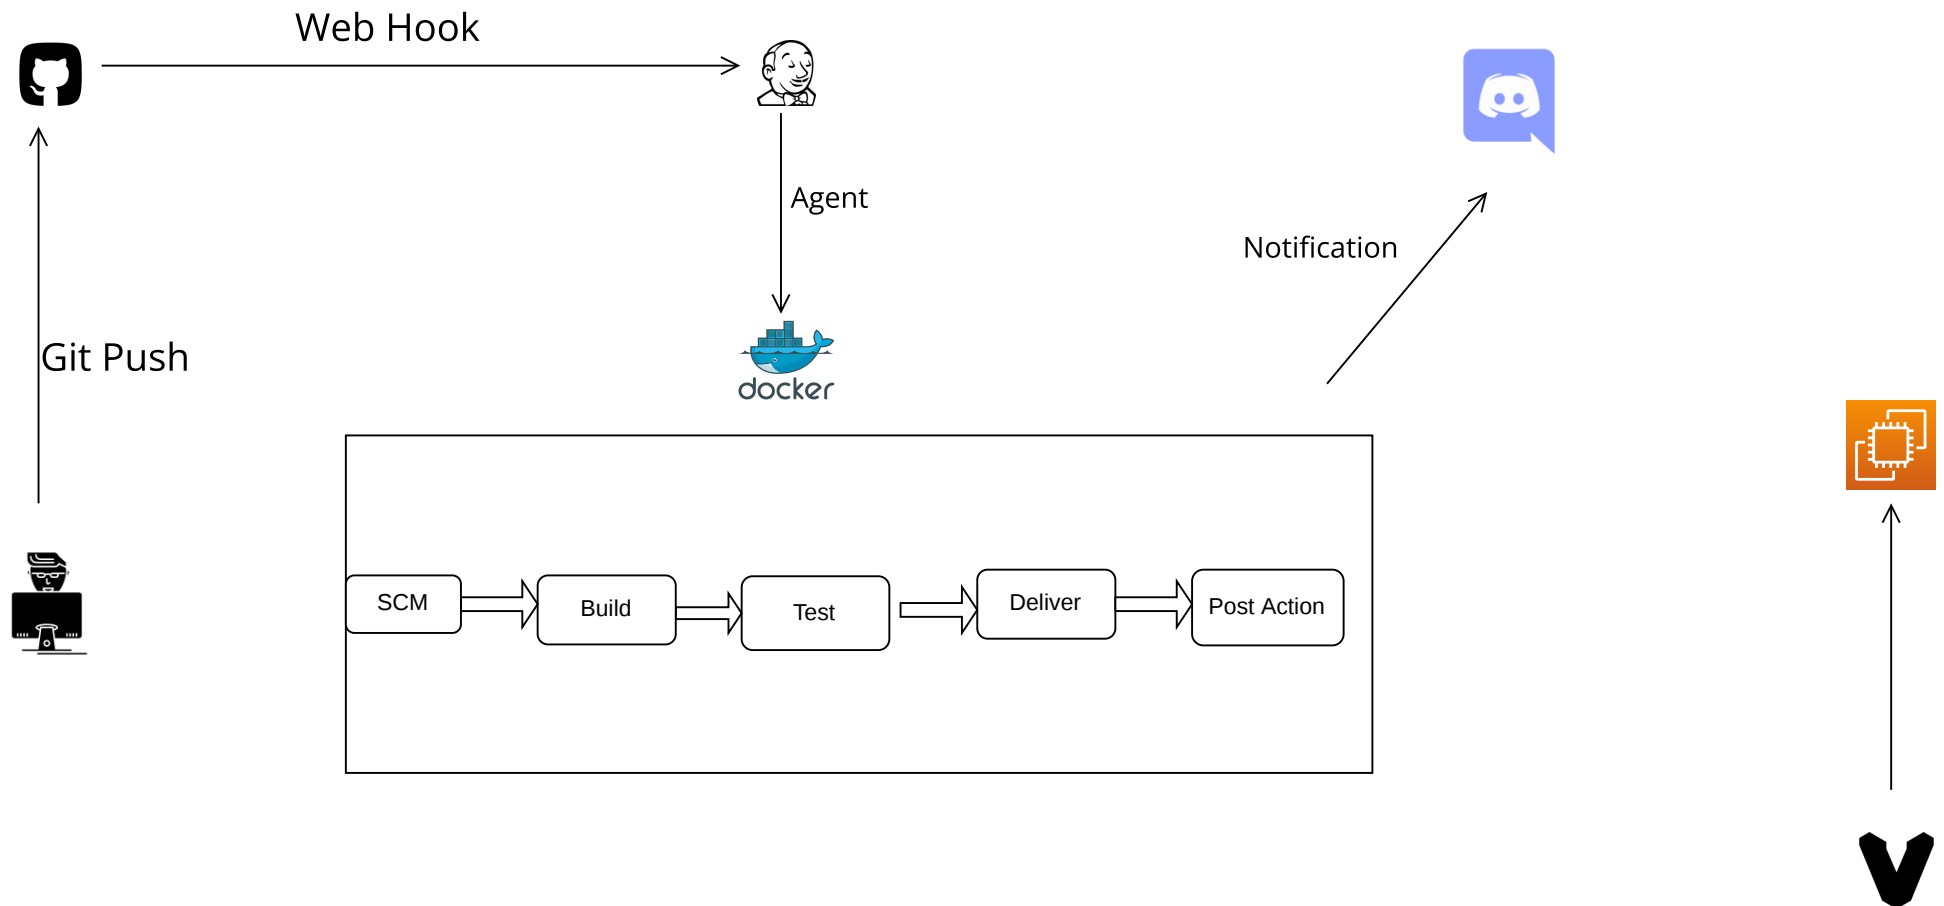 Web Hook
Agent
Notification
Git Push
docker
SCM
Build
Test
Deliver
Post Action